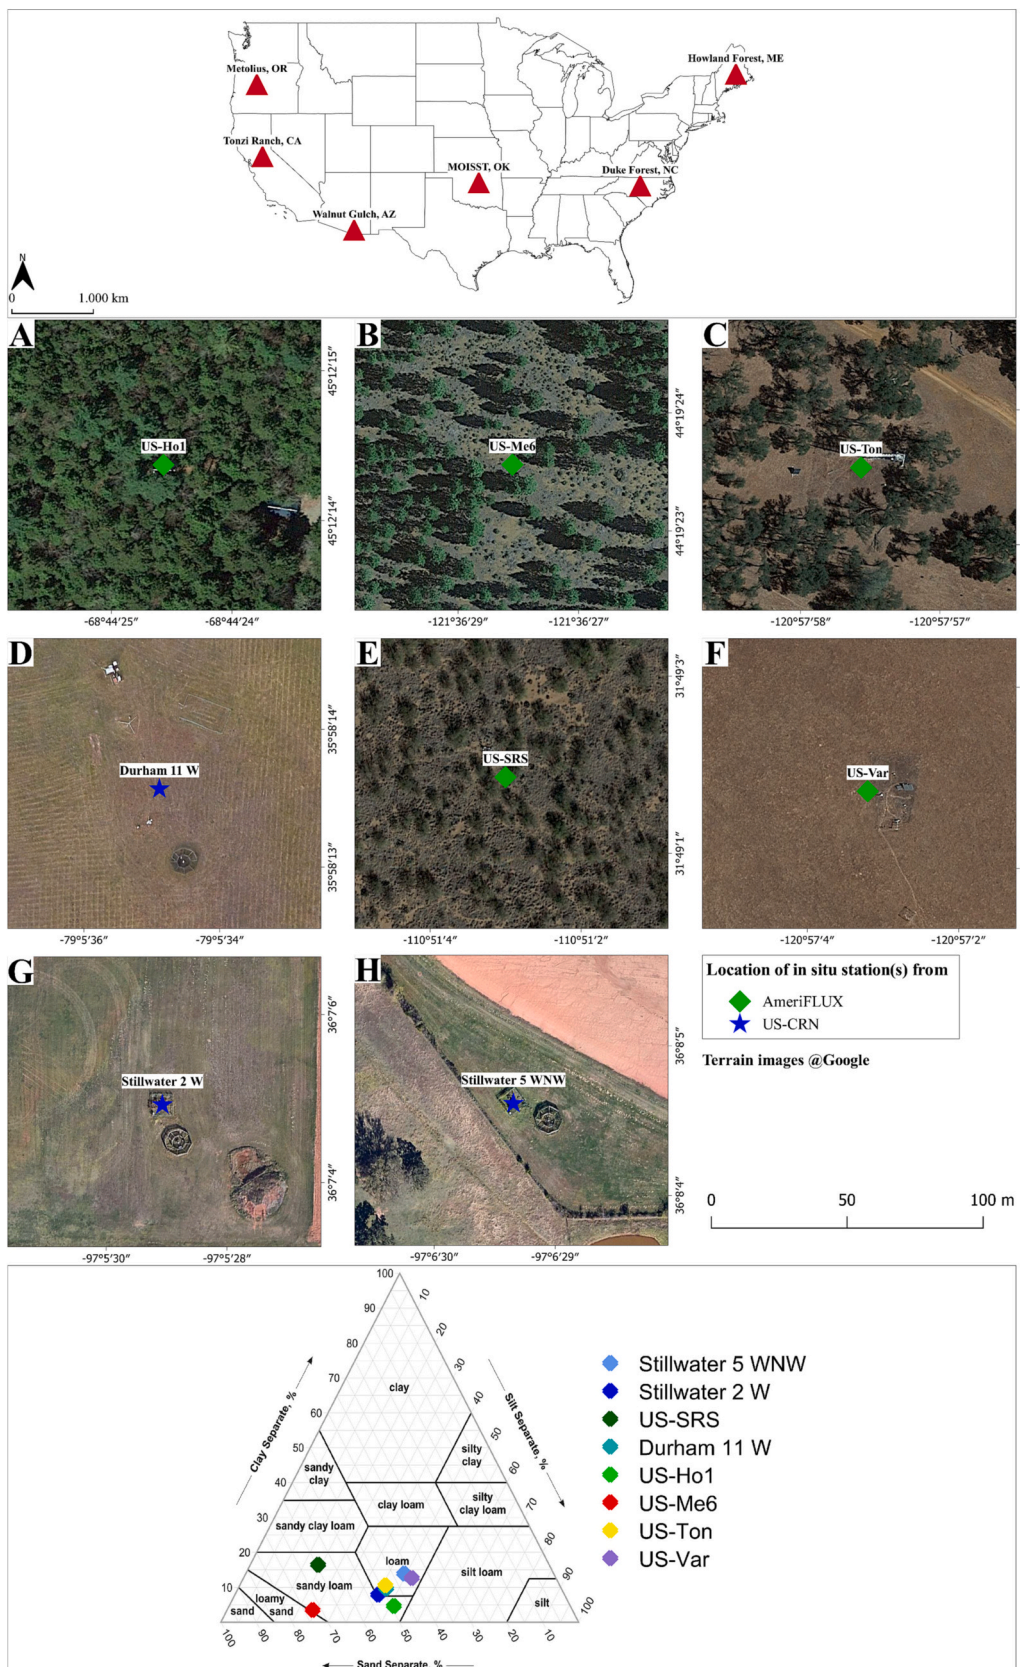 Howland Forest, ME
Metolius, OR
Tonzi Ranch, CA
MOISST, OK
Duke Forest, NC
Walnut Gulch, AZ
N
0 1.000 km
A
US-Ho1
45°12′15″
45°12′14″
-68°44′25″ -68°44′24″
B
US-Me6
44°19′24″
44°19′23″
-121°36′29″ -121°36′27″
C
US-Ton
-120°57′58″ -120°57′57″
D
Durham 11 W
35°58′14″
35°58′13″
-79°5′36″ -79°5′34″
E
US-SRS
31°49′3″
31°49′1″
-110°51′4″ -110°51′2″
F
US-Var
-120°57′4″ -120°57′2″
G
Stillwater 2 W
36°7′6″
36°7′4″
-97°5′30″ -97°5′28″
H
Stillwater 5 WNW
36°8′5″
36°8′4″
-97°6′30″ -97°6′29″
Location of in situ station(s) from
AmeriFLUX
US-CRN
Terrain images @Google
0 50 100 m
Clay Separate, %
10 20 30 40 50 60 70 80 90 100
Silt Separate, %
10 20 30 40 50 60 70 80 90 100
Sand Separate, %
100 90 80 70 60 50 40 30 20 10
clay
silty
clay
sandy
clay
clay loam
silty
clay loam
sandy clay loam
loam
silt loam
sandy loam
loamy
sand
sand
silt
Stillwater 5 WNW
Stillwater 2 W
US-SRS
Durham 11 W
US-Ho1
US-Me6
US-Ton
US-Var